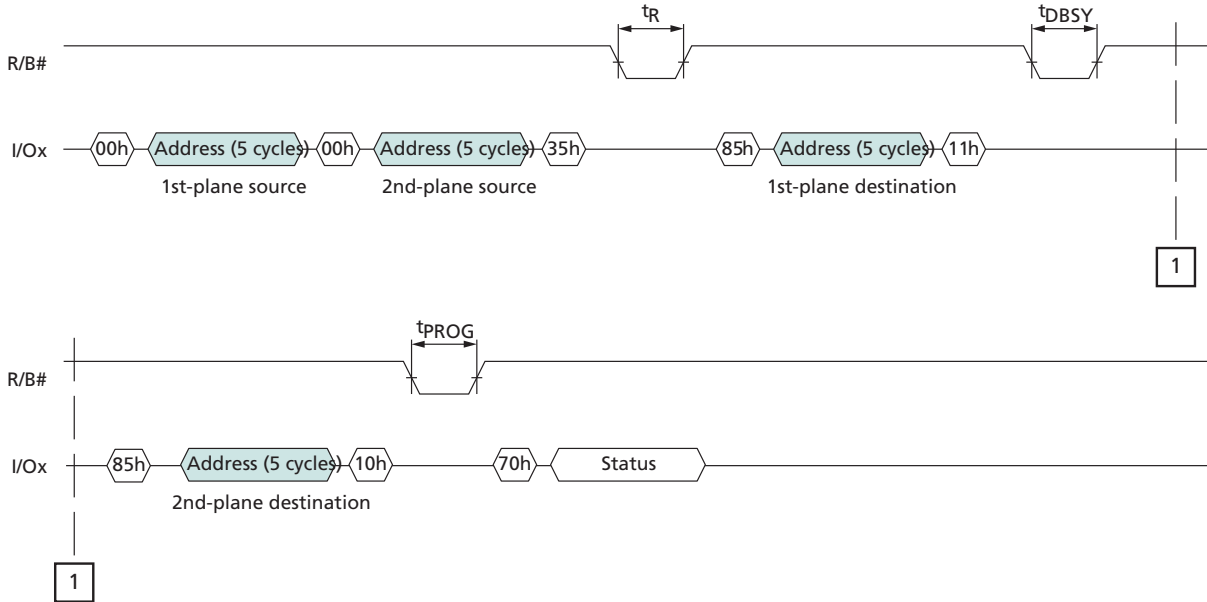 tR tDBSY
R/B#
I/Ox 00h Address (5 cycles) 00h Address (5 cycles) 35h 85h Address (5 cycles) 11h
1st-plane source 2nd-plane source 1st-plane destination
1
tPROG
R/B#
I/Ox 85h Address (5 cycles) 10h 70h Status
2nd-plane destination
1